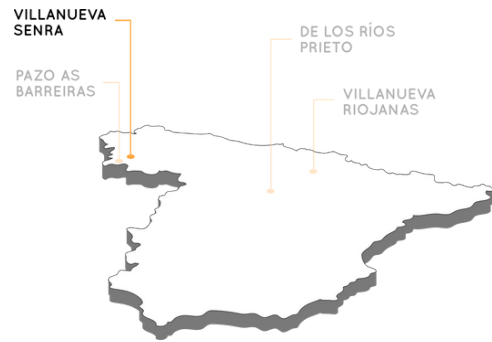 VILLANUEVA
SENRA
DE LOS RÍOS
PRIETO
PAZO AS
BARREIRAS
VILLANUEVA
RIOJANAS